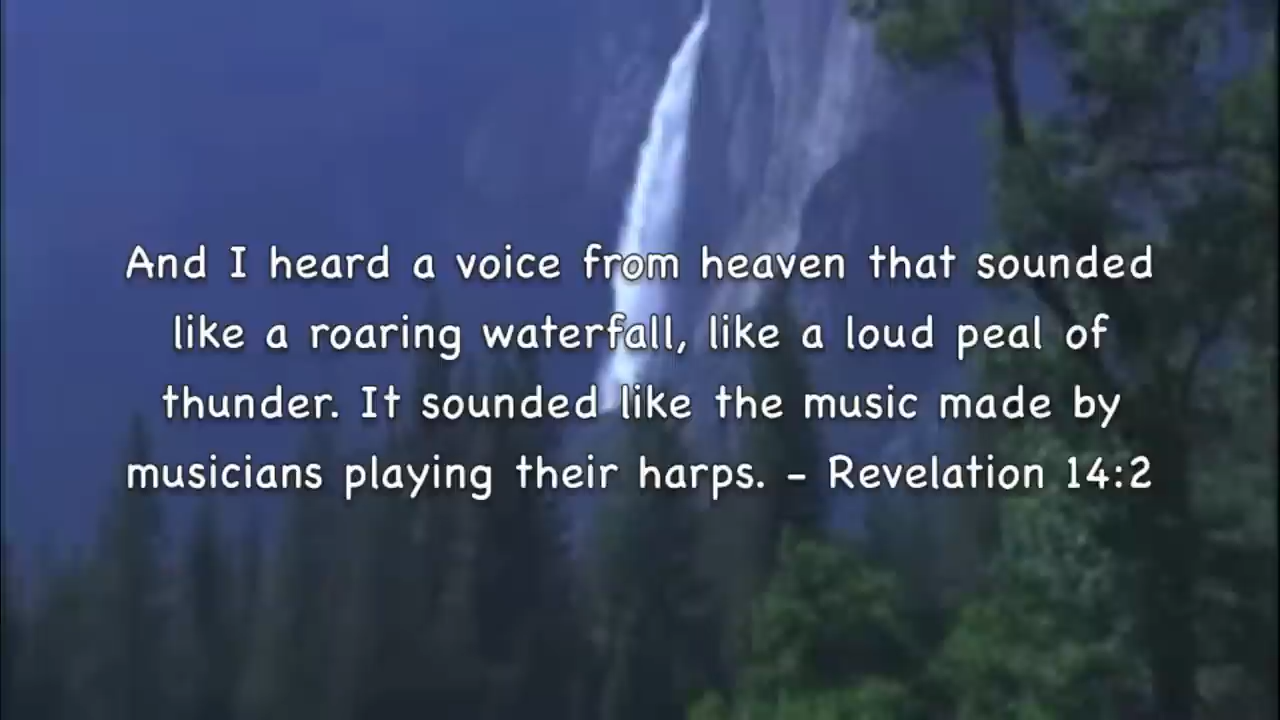 And I heard a voice from heaven that sounded
like a roaring waterfall, like a loud peal of
thunder. It sounded like the music made by
musicians playing their harps. - Revelation 14:2